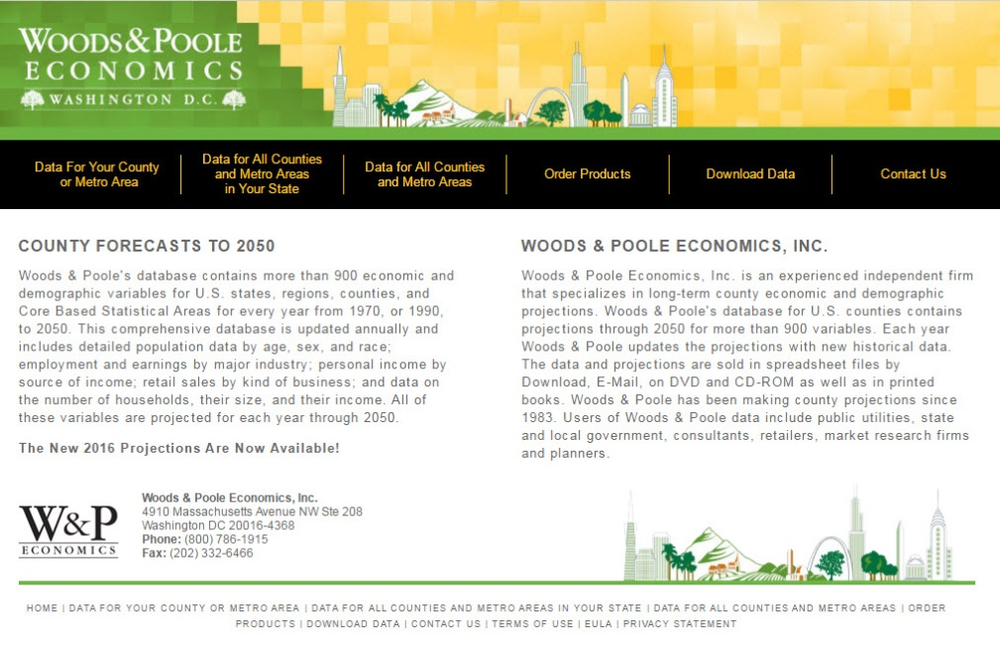 WOODS & POOLE
ECONOMICS
WASHINGTON D.C.
Data For Your County
or Metro Area
Data for All Counties
and Metro Areas
in Your State
Data for All Counties
and Metro Areas
Order Products
Download Data
Contact Us
COUNTY FORECASTS TO 2050
Woods & Poole's database contains more than 900 economic and
demographic variables for U.S. states, regions, counties, and
Core Based Statistical Areas for every year from 1970, or 1990,
to 2050. This comprehensive database is updated annually and
includes detailed population data by age, sex, and race;
employment and earnings by major industry; personal income by
source of income; retail sales by kind of business; and data on
the number of households, their size, and their income. All of
these variables are projected for each year through 2050.
The New 2016 Projections Are Now Available!
WOODS & POOLE ECONOMICS, INC.
Woods & Poole Economics, Inc. is an experienced independent firm
that specializes in long-term county economic and demographic
projections. Woods & Poole's database for U.S. counties contains
projections through 2050 for more than 900 variables. Each year
Woods & Poole updates the projections with new historical data.
The data and projections are sold in spreadsheet files by
Download, E-Mail, on DVD and CD-ROM as well as in printed
books. Woods & Poole has been making county projections since
1983. Users of Woods & Poole data include public utilities, state
and local government, consultants, retailers, market research firms
and planners.
W&P
ECONOMICS
Woods & Poole Economics, Inc.
4910 Massachusetts Avenue NW Ste 208
Washington DC 20016-4368
Phone: (800) 786-1915
Fax: (202) 332-6466
HOME | DATA FOR YOUR COUNTY OR METRO AREA | DATA FOR ALL COUNTIES AND METRO AREAS IN YOUR STATE | DATA FOR ALL COUNTIES AND METRO AREAS | ORDER
PRODUCTS | DOWNLOAD DATA | CONTACT US | TERMS OF USE | EULA | PRIVACY STATEMENT